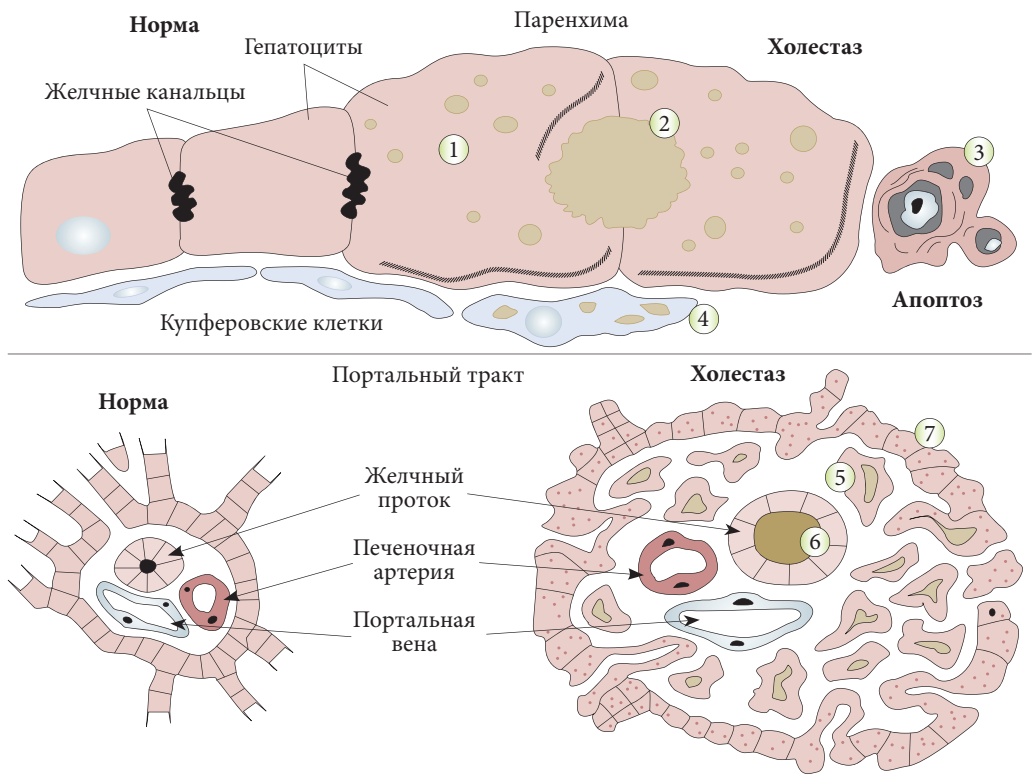 Паренхима
Норма
Холестаз
Гепатоциты
Желчные канальцы
1
2
3
Апоптоз
Купферовские клетки
4
Портальный тракт
Холестаз
Норма
7
Желчный
проток
5
6
Печеночная
артерия
Портальная
вена